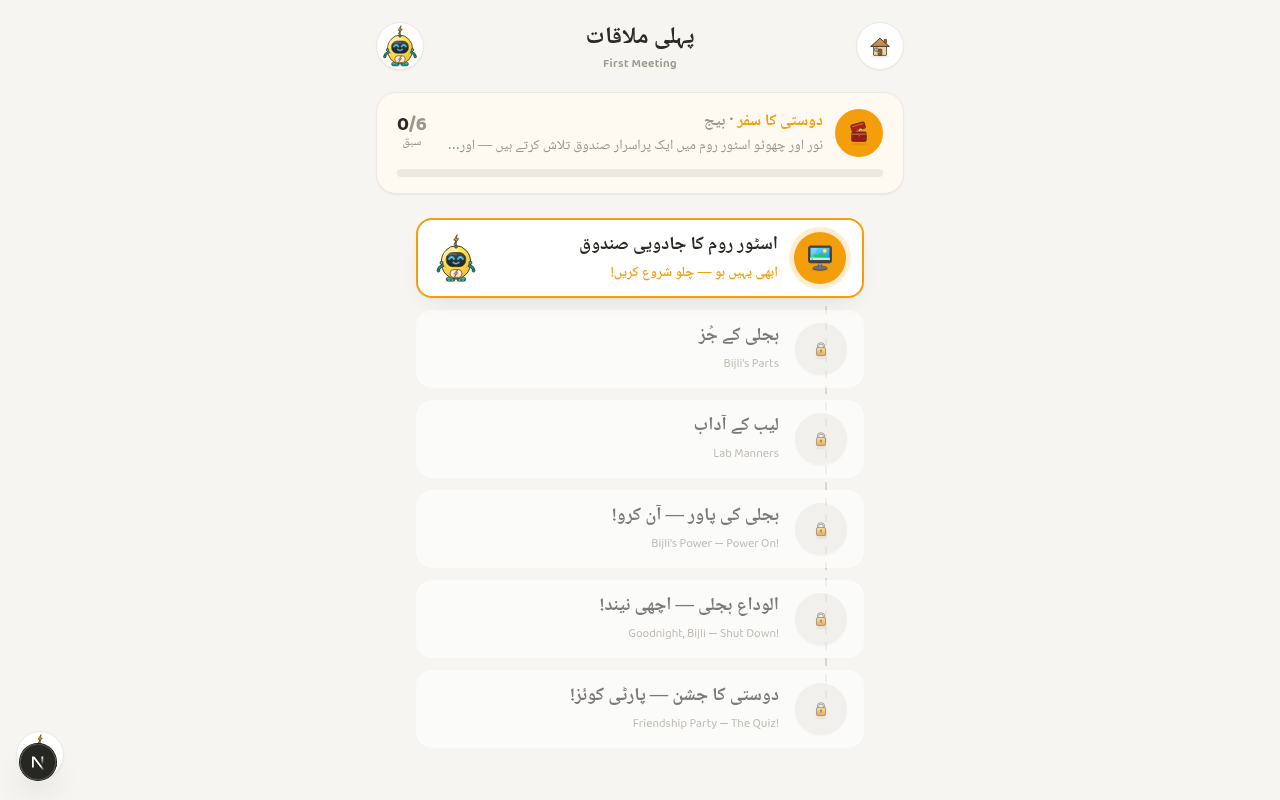 پہلی ملاقات
First Meeting
دوستی کا سفر · بیج
نور اور چھوٹو اسٹور روم میں ایک پراسرار صندوق تلاش کرتے ہیں — اور...
0/6
سبق
اسٹور روم کا جادویی صندوق
ابھی یہیں ہو — چلو شروع کریں!
بجلی کے جُز
Bijli's Parts
لیب کے آداب
Lab Manners
بجلی کی پاور — آن کرو!
Bijli's Power — Power On!
الوداع بجلی — اچھی نیند!
Goodnight, Bijli — Shut Down!
دوستی کا جشن — پارٹی کوئز!
Friendship Party — The Quiz!
N